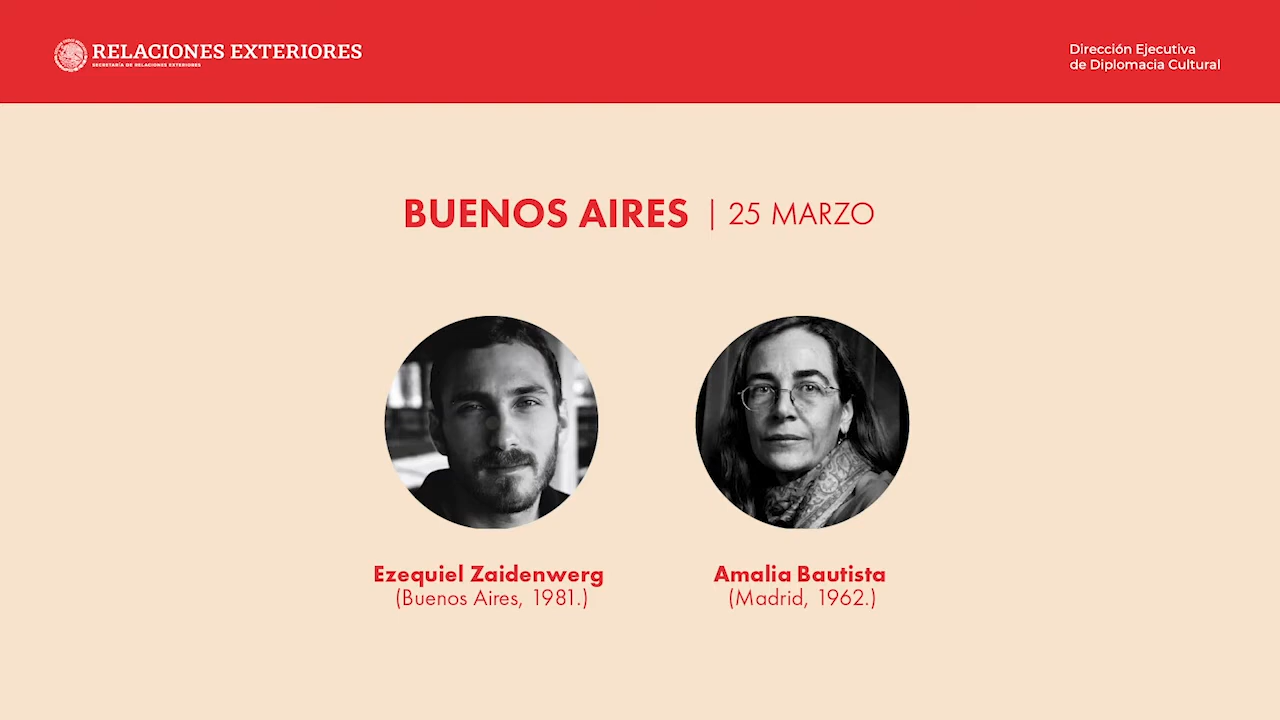 RELACIONES EXTERIORES
SECRETARÍA DE RELACIONES EXTERIORES
Dirección Ejecutiva
de Diplomacia Cultural
BUENOS AIRES | 25 MARZO
Ezequiel Zaidenwerg
(Buenos Aires, 1981.)
Amalia Bautista
(Madrid, 1962.)